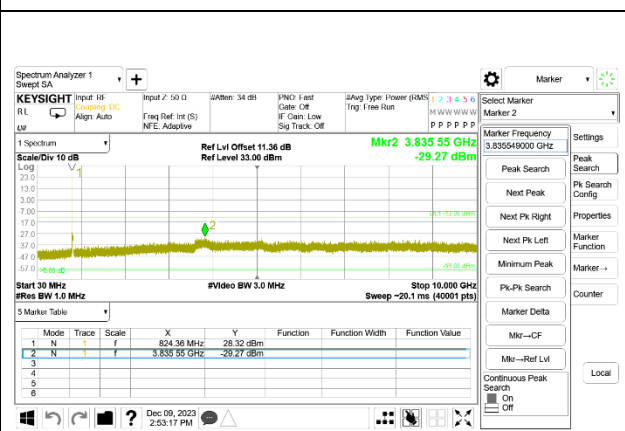 Spectrum Analyzer 1
Swept SA
Marker
KEYSIGHT Input: RF
Input Z: 50 Ω
#Atten: 34 dB
PNO: Fast
#Avg Type: Power (RMS)
1 2 3 4 5 6
RL
Coupling: DC
Gate: Off
Trig: Free Run
M W W W W W
Align: Auto
Freq Ref: Int (S)
IF Gain: Low
NFE: Adaptive
Sig Track: Off
P P P P P P
Select Marker
Marker 2
1 Spectrum
Ref Lvl Offset 11.36 dB
Mkr2 3.835 55 GHz
Scale/Div 10 dB
Ref Level 33.00 dBm
-29.27 dBm
Log
1
23.0
13.0
3.00
-7.00
-17.0
-27.0
2
-37.0
-47.0
-57.0
Start 30 MHz
#Video BW 3.0 MHz
Stop 10.000 GHz
#Res BW 1.0 MHz
Sweep ~20.1 ms (40001 pts)
5 Marker Table
Mode Trace Scale X Y Function Function Width Function Value
1 N 1 f 824.36 MHz 28.32 dBm
2 N 1 f 3.835 55 GHz -29.27 dBm
3
4
5
6
Dec 09, 2023
2:53:17 PM
?
Marker Frequency
3.835549000 GHz
Peak Search
Next Peak
Next Pk Right
Next Pk Left
Minimum Peak
Pk-Pk Search
Marker Delta
Mkr→CF
Mkr→Ref Lvl
Continuous Peak
Search
On
Off
Settings
Peak
Search
Pk Search
Config
Properties
Marker
Function
Marker→
Counter
Local